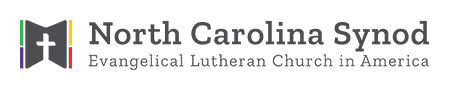 North Carolina Synod
Evangelical Lutheran Church in America